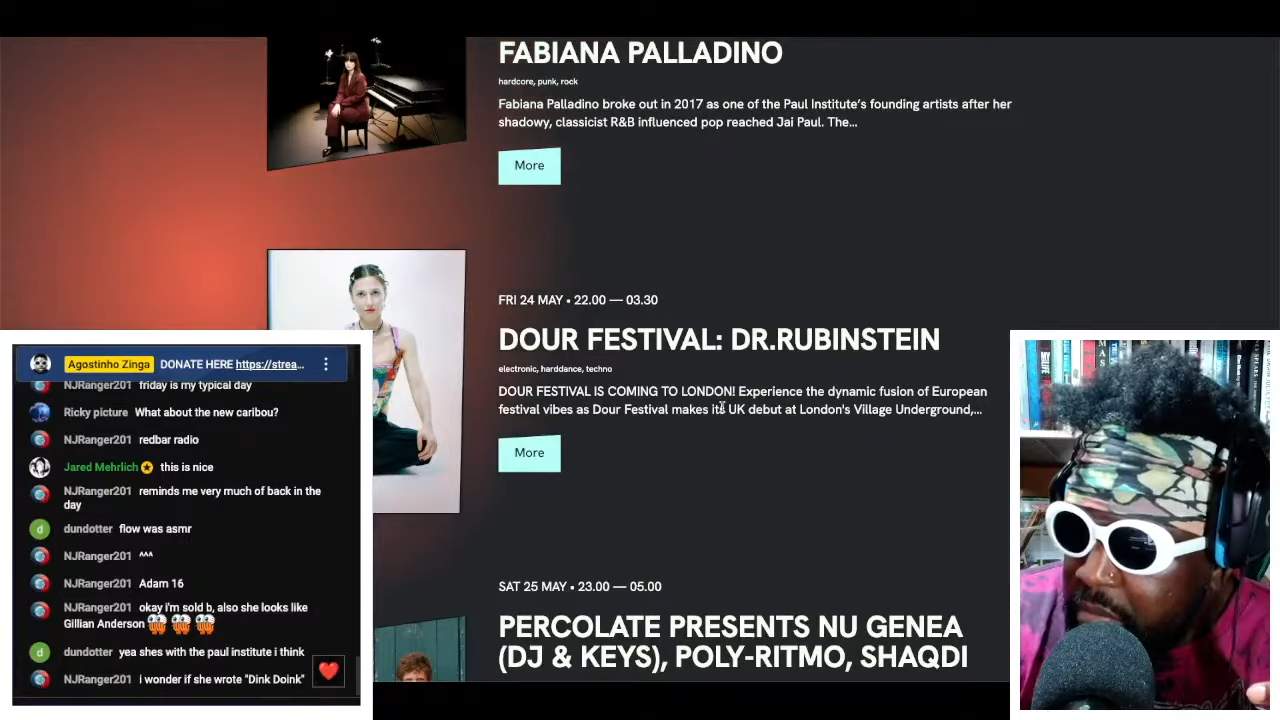 FABIANA PALLADINO
hardcore, punk, rock
Fabiana Palladino broke out in 2017 as one of the Paul Institute's founding artists after her
shadowy, classicist R&B influenced pop reached Jai Paul. The...
More
FRI 24 MAY • 22.00 — 03.30
DOUR FESTIVAL: DR.RUBINSTEIN
electronic, harddance, techno
DOUR FESTIVAL IS COMING TO LONDON! Experience the dynamic fusion of European
festival vibes as Dour Festival makes its UK debut at London's Village Underground,...
More
SAT 25 MAY • 23.00 — 05.00
PERCOLATE PRESENTS NU GENEA
(DJ & KEYS), POLY-RITMO, SHAQDI
Agostinho Zinga DONATE HERE https://strea...
NJRanger201 friday is my typical day
Ricky picture What about the new caribou?
NJRanger201 redbar radio
Jared Mehrlich this is nice
NJRanger201 reminds me very much of back in the
day
dundotter flow was asmr
NJRanger201 ^^^
NJRanger201 Adam 16
NJRanger201 okay i'm sold b, also she looks like
Gillian Anderson
d dundotter yea shes with the paul institute i think
NJRanger201 i wonder if she wrote "Dink Doink"
MY LIFE
MAS